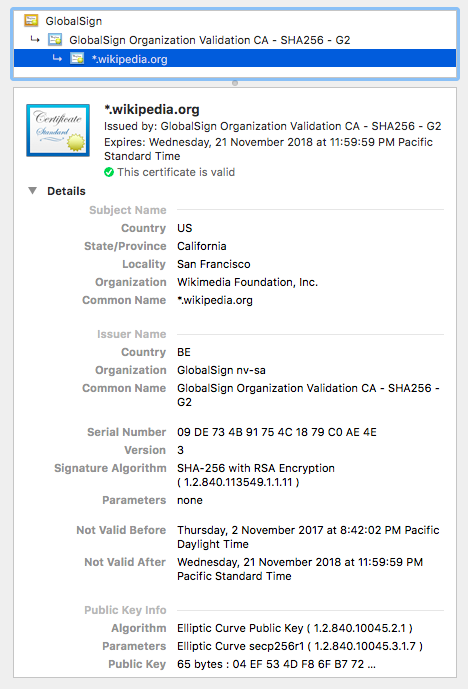 GlobalSign
↳ GlobalSign Organization Validation CA - SHA256 - G2
↳ *.wikipedia.org
Certificate
Standard
*.wikipedia.org
Issued by: GlobalSign Organization Validation CA - SHA256 - G2
Expires: Wednesday, 21 November 2018 at 11:59:59 PM Pacific
Standard Time
This certificate is valid
▼ Details
Subject Name
Country US
State/Province California
Locality San Francisco
Organization Wikimedia Foundation, Inc.
Common Name *.wikipedia.org
Issuer Name
Country BE
Organization GlobalSign nv-sa
Common Name GlobalSign Organization Validation CA - SHA256 -
G2
Serial Number 09 DE 73 4B 91 75 4C 18 79 C0 AE 4E
Version 3
Signature Algorithm SHA-256 with RSA Encryption
( 1.2.840.113549.1.1.11 )
Parameters none
Not Valid Before Thursday, 2 November 2017 at 8:42:02 PM Pacific
Daylight Time
Not Valid After Wednesday, 21 November 2018 at 11:59:59 PM
Pacific Standard Time
Public Key Info
Algorithm Elliptic Curve Public Key ( 1.2.840.10045.2.1 )
Parameters Elliptic Curve secp256r1 ( 1.2.840.10045.3.1.7 )
Public Key 65 bytes : 04 EF 53 4D F8 6F B7 72 ...